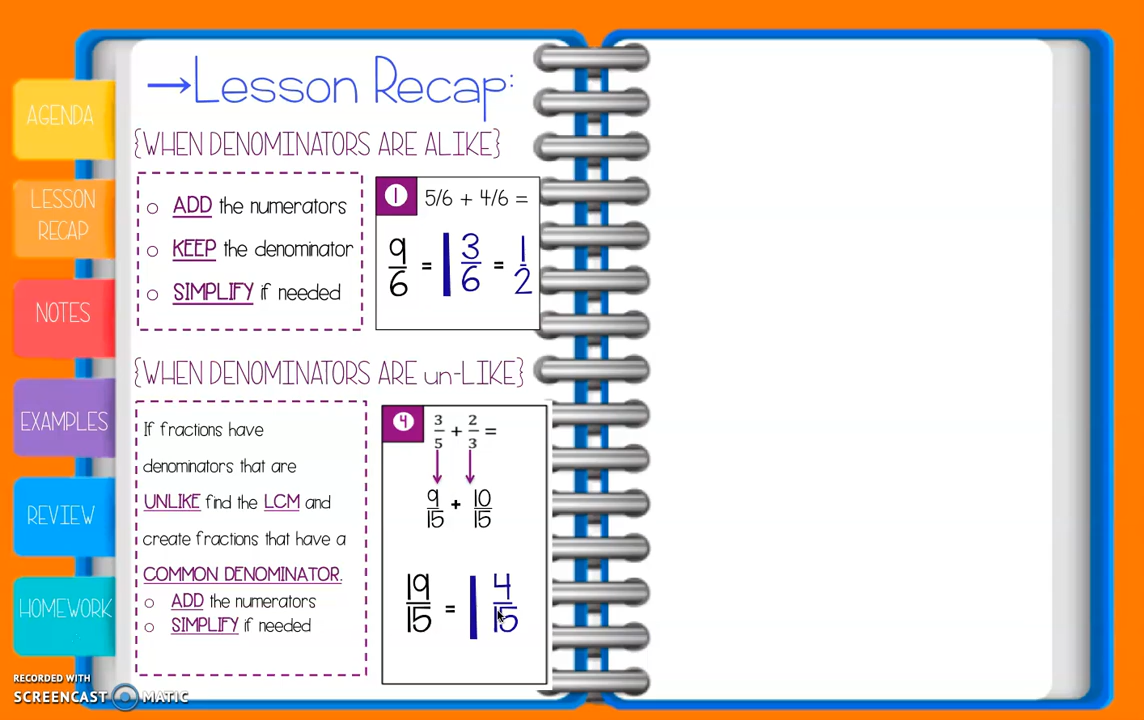 →Lesson Recap:
{WHEN DENOMINATORS ARE ALIKE}
○ ADD the numerators
○ KEEP the denominator
○ SIMPLIFY if needed
1 5/6 + 4/6 =
9/6 = 1 3/6 = 1/2
{WHEN DENOMINATORS ARE un-LIKE}
If fractions have
denominators that are
UNLIKE find the LCM and
create fractions that have a
COMMON DENOMINATOR.
○ ADD the numerators
○ SIMPLIFY if needed
4 3/5 + 2/3 =
9/15 + 10/15
19/15 = 1 4/15
AGENDA
LESSON
RECAP
NOTES
EXAMPLES
REVIEW
HOMEWORK
RECORDED WITH
SCREENCAST MATIC